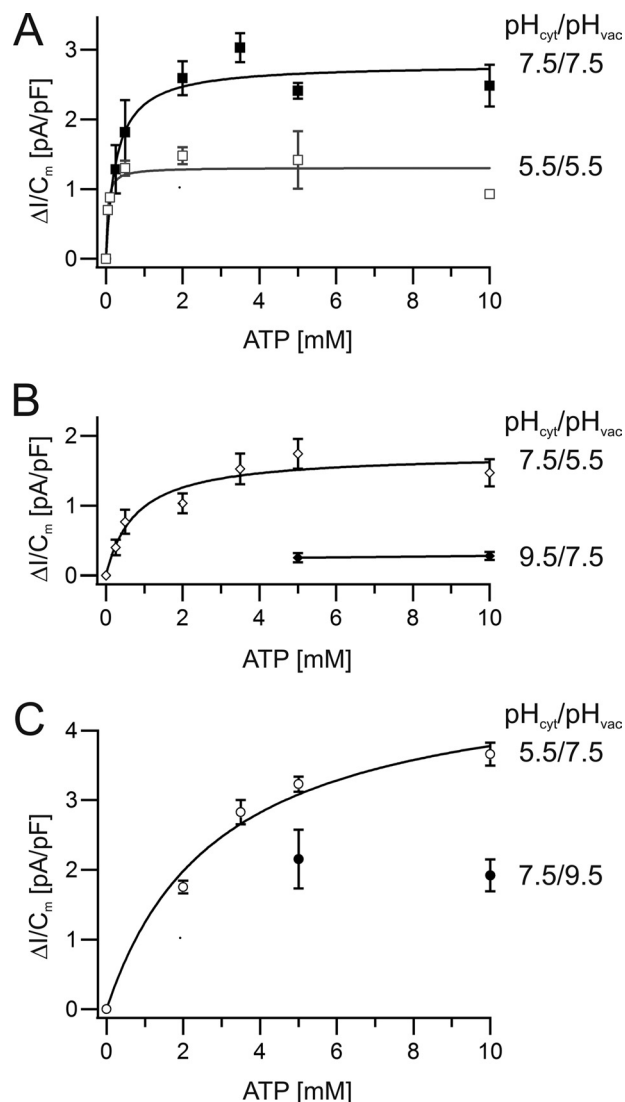 A
pHcyt/pHvac
7.5/7.5
5.5/5.5
ΔI/Cm [pA/pF]
3
2
1
0
0 2 4 6 8 10
ATP [mM]
B
pHcyt/pHvac
7.5/5.5
9.5/7.5
ΔI/Cm [pA/pF]
2
1
0
0 2 4 6 8 10
ATP [mM]
C
pHcyt/pHvac
5.5/7.5
7.5/9.5
ΔI/Cm [pA/pF]
4
3
2
1
0
0 2 4 6 8 10
ATP [mM]